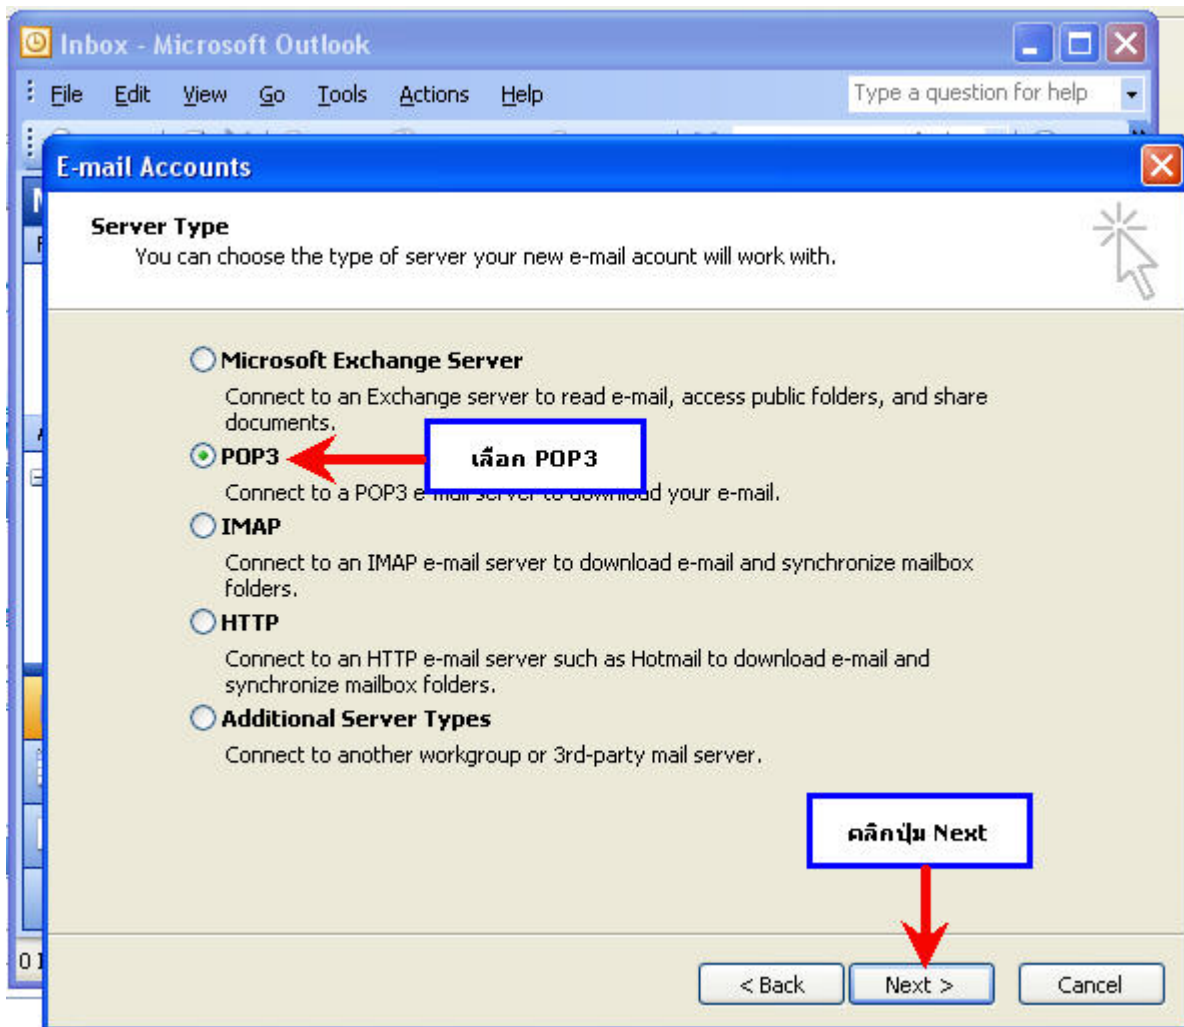 Inbox - Microsoft Outlook
File Edit View Go Tools Actions Help Type a question for help
E-mail Accounts
Server Type
You can choose the type of server your new e-mail acount will work with.
Microsoft Exchange Server
Connect to an Exchange server to read e-mail, access public folders, and share
documents.
POP3
เลือก POP3
Connect to a POP3 e-mail server to download your e-mail.
IMAP
Connect to an IMAP e-mail server to download e-mail and synchronize mailbox
folders.
HTTP
Connect to an HTTP e-mail server such as Hotmail to download e-mail and
synchronize mailbox folders.
Additional Server Types
Connect to another workgroup or 3rd-party mail server.
คลิกปุ่ม Next
< Back Next > Cancel